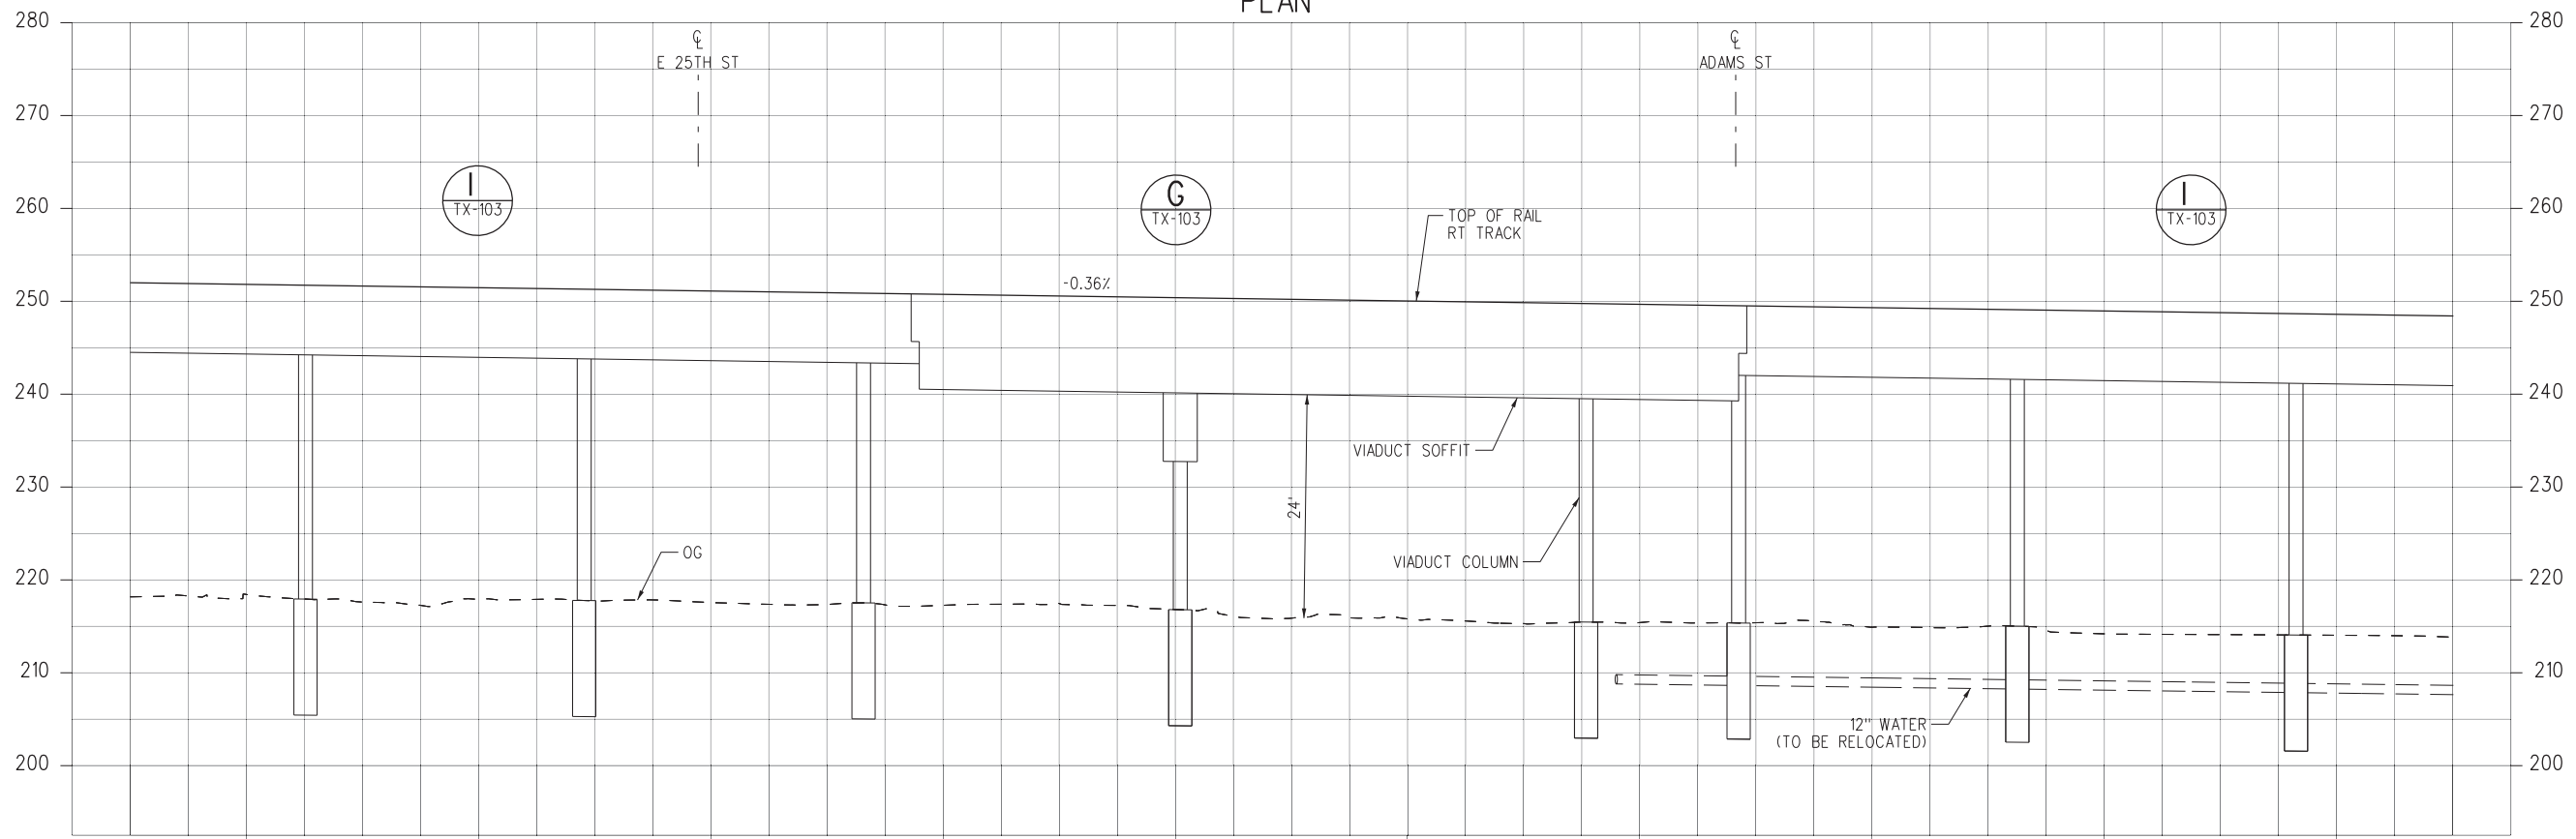 PLAN
280
280
℄
E 25TH ST
℄
ADAMS ST
270
270
I
TX-103
G
TX-103
I
TX-103
260
260
TOP OF RAIL
RT TRACK
-0.36%
250
250
240
240
VIADUCT SOFFIT
230
230
24'
OG
VIADUCT COLUMN
220
220
210
210
12" WATER
(TO BE RELOCATED)
200
200